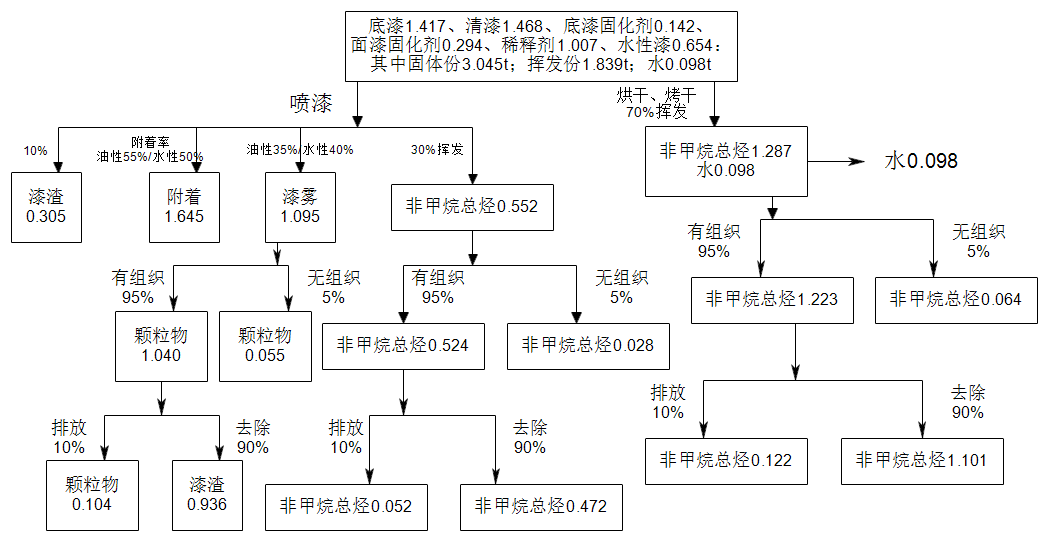 底漆1.417、清漆1.468、底漆固化剂0.142、
面漆固化剂0.294、稀释剂1.007、水性漆0.654：
其中固体份3.045t；挥发份1.839t；水0.098t
喷漆
烘干、烤干
70%挥发
10%
附着率
油性55%/水性50%
油性35%/水性40%
30%挥发
非甲烷总烃1.287
水0.098
水0.098
漆渣
0.305
附着
1.645
漆雾
1.095
非甲烷总烃0.552
有组织
95%
无组织
5%
有组织
95%
无组织
5%
有组织
95%
无组织
5%
非甲烷总烃1.223
非甲烷总烃0.064
颗粒物
1.040
颗粒物
0.055
非甲烷总烃0.524
非甲烷总烃0.028
排放
10%
去除
90%
排放
10%
去除
90%
排放
10%
去除
90%
颗粒物
0.104
漆渣
0.936
非甲烷总烃0.052
非甲烷总烃0.472
非甲烷总烃0.122
非甲烷总烃1.101